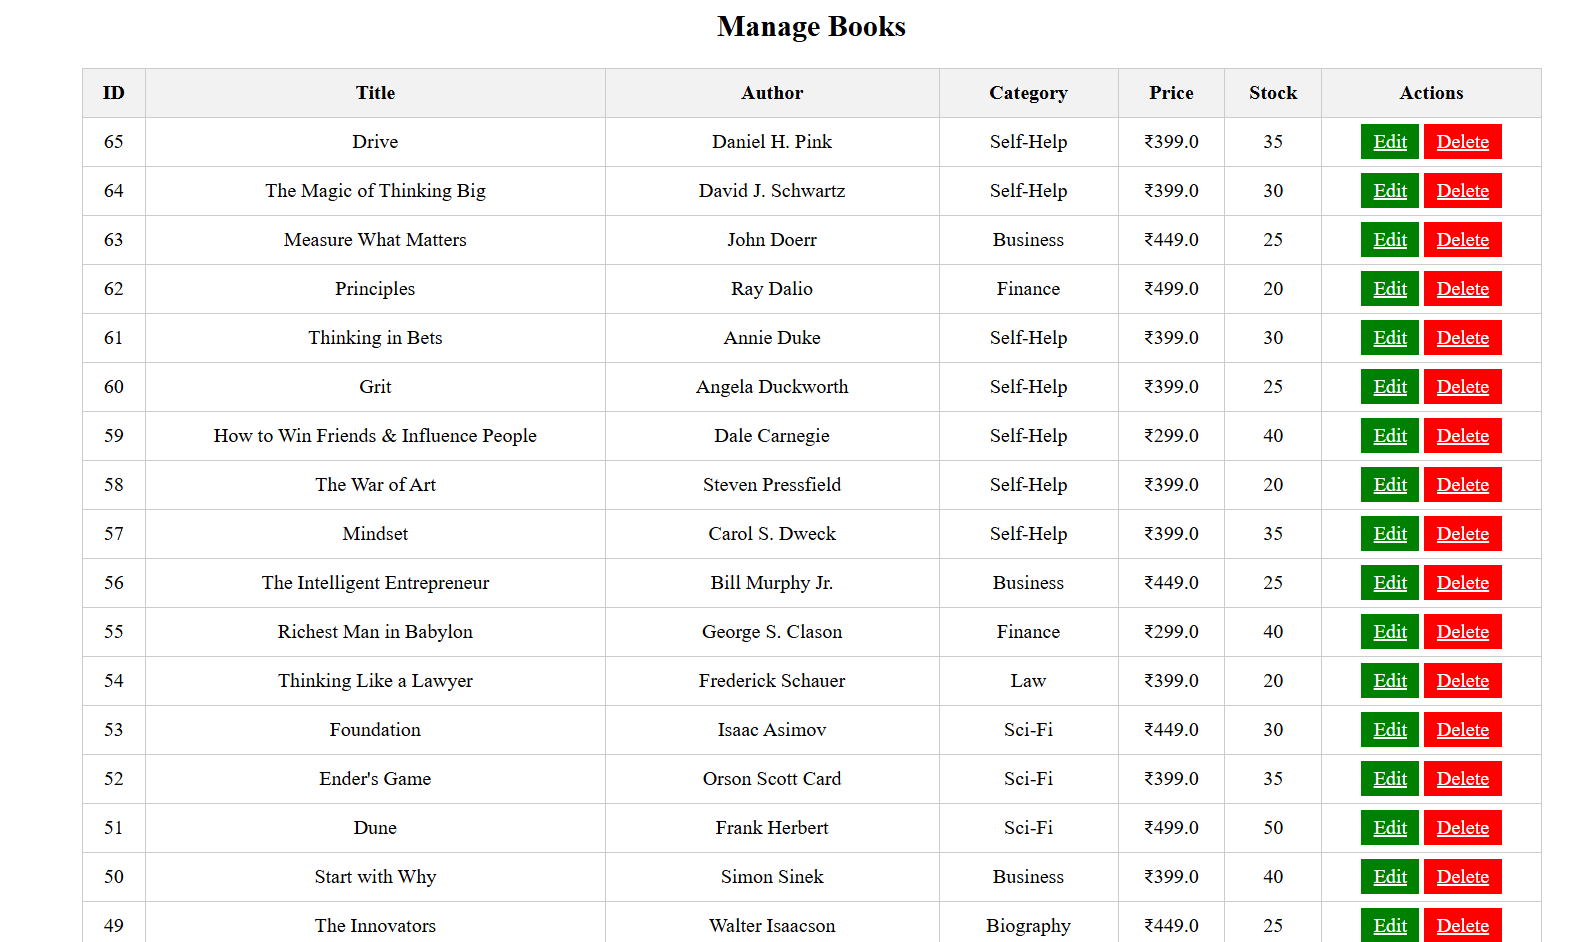 Manage Books
ID Title Author Category Price Stock Actions
65 Drive Daniel H. Pink Self-Help ₹399.0 35 Edit Delete
64 The Magic of Thinking Big David J. Schwartz Self-Help ₹399.0 30 Edit Delete
63 Measure What Matters John Doerr Business ₹449.0 25 Edit Delete
62 Principles Ray Dalio Finance ₹499.0 20 Edit Delete
61 Thinking in Bets Annie Duke Self-Help ₹399.0 30 Edit Delete
60 Grit Angela Duckworth Self-Help ₹399.0 25 Edit Delete
59 How to Win Friends & Influence People Dale Carnegie Self-Help ₹299.0 40 Edit Delete
58 The War of Art Steven Pressfield Self-Help ₹399.0 20 Edit Delete
57 Mindset Carol S. Dweck Self-Help ₹399.0 35 Edit Delete
56 The Intelligent Entrepreneur Bill Murphy Jr. Business ₹449.0 25 Edit Delete
55 Richest Man in Babylon George S. Clason Finance ₹299.0 40 Edit Delete
54 Thinking Like a Lawyer Frederick Schauer Law ₹399.0 20 Edit Delete
53 Foundation Isaac Asimov Sci-Fi ₹449.0 30 Edit Delete
52 Ender's Game Orson Scott Card Sci-Fi ₹399.0 35 Edit Delete
51 Dune Frank Herbert Sci-Fi ₹499.0 50 Edit Delete
50 Start with Why Simon Sinek Business ₹399.0 40 Edit Delete
49 The Innovators Walter Isaacson Biography ₹449.0 25 Edit Delete